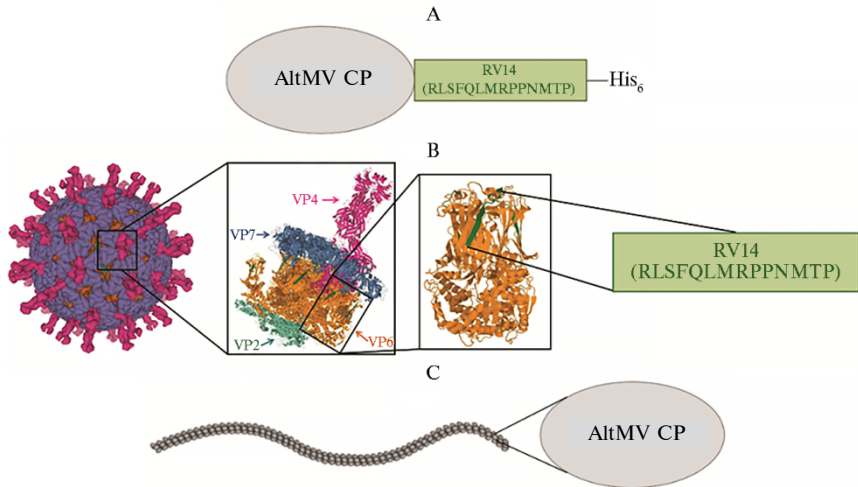 A
AltMV CP
RV14
(RLSFQLMRPPNMTP)
His6
B
VP4
VP7
VP2
VP6
RV14
(RLSFQLMRPPNMTP)
C
AltMV CP